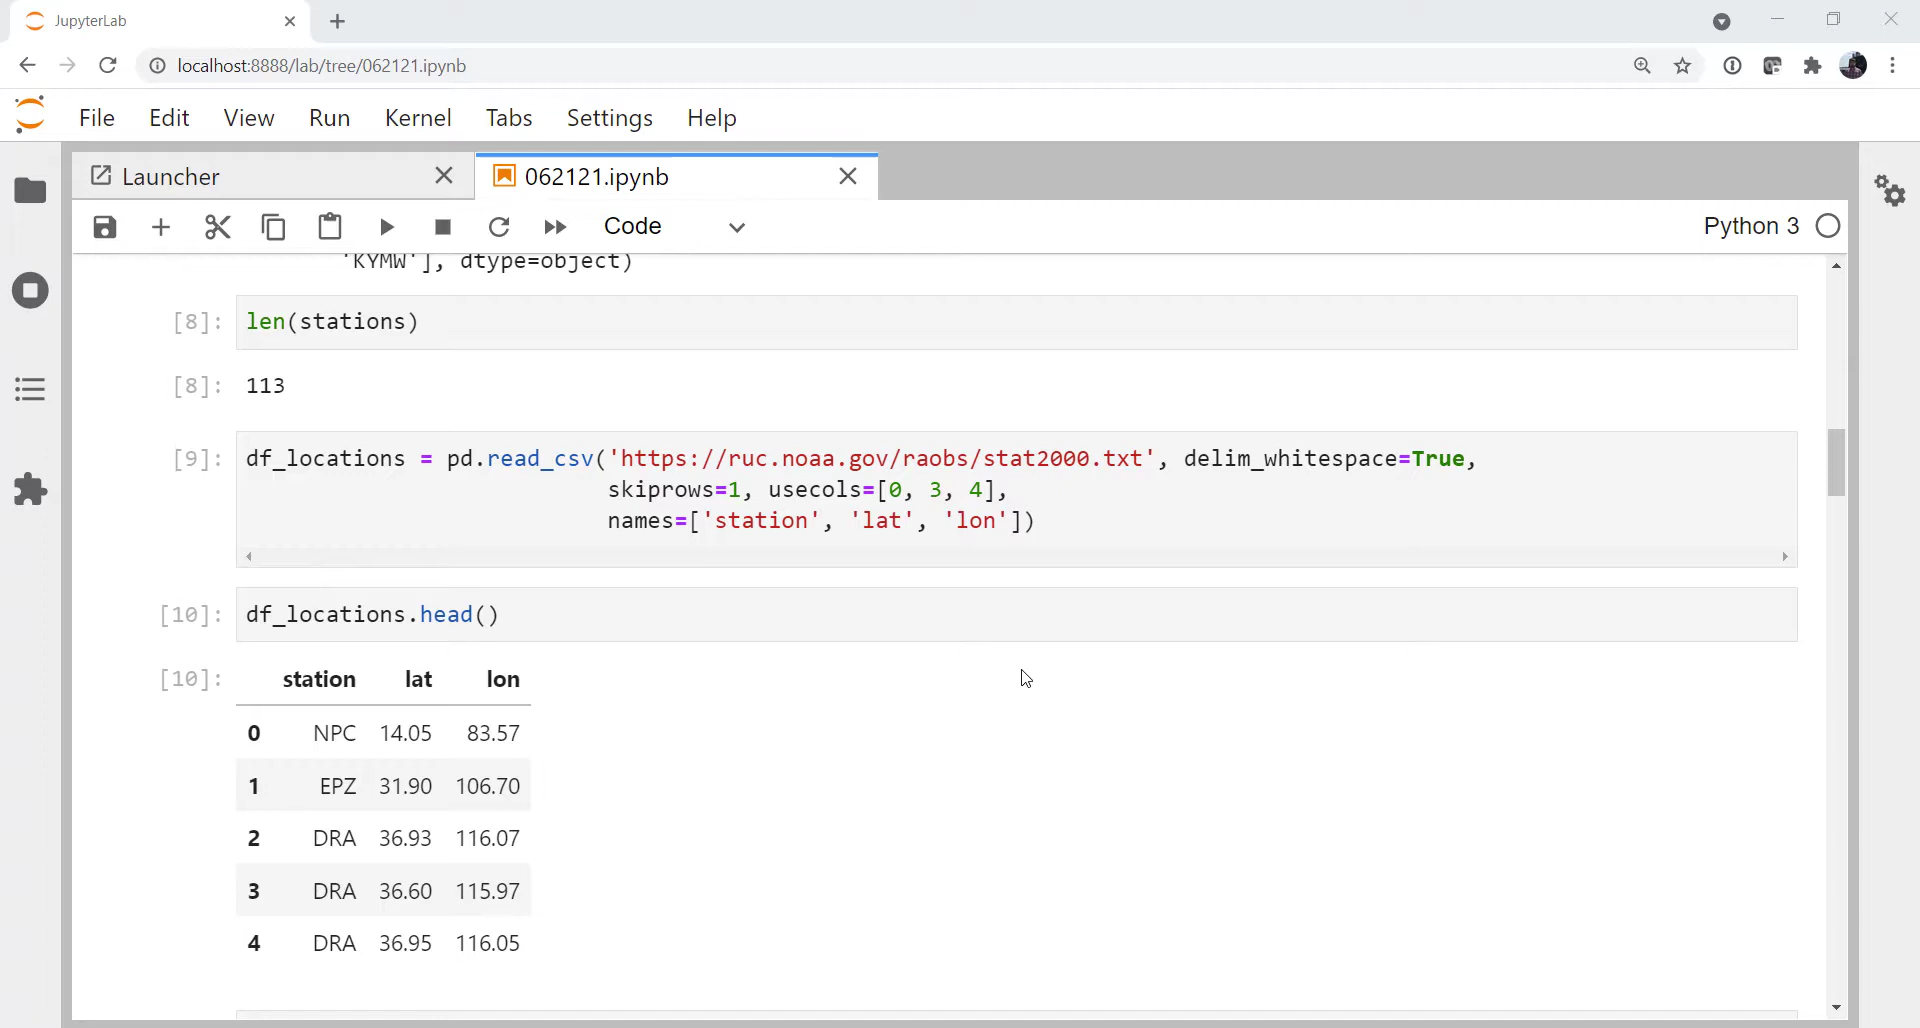 JupyterLab
localhost:8888/lab/tree/062121.ipynb
File Edit View Run Kernel Tabs Settings Help
Launcher 062121.ipynb
Code Python 3
'KYMW'], dtype=object)
[8]: len(stations)
[8]: 113
[9]: df_locations = pd.read_csv('https://ruc.noaa.gov/raobs/stat2000.txt', delim_whitespace=True,
skiprows=1, usecols=[0, 3, 4],
names=['station', 'lat', 'lon'])
[10]: df_locations.head()
[10]: station lat lon
0 NPC 14.05 83.57
1 EPZ 31.90 106.70
2 DRA 36.93 116.07
3 DRA 36.60 115.97
4 DRA 36.95 116.05